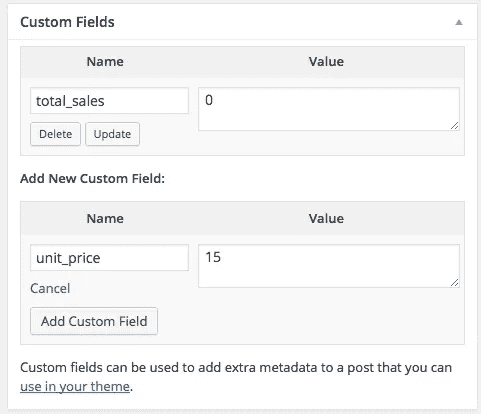 Custom Fields
Name Value
total_sales 0
Delete Update
Add New Custom Field:
Name Value
unit_price 15
Cancel
Add Custom Field
Custom fields can be used to add extra metadata to a post that you can
use in your theme.